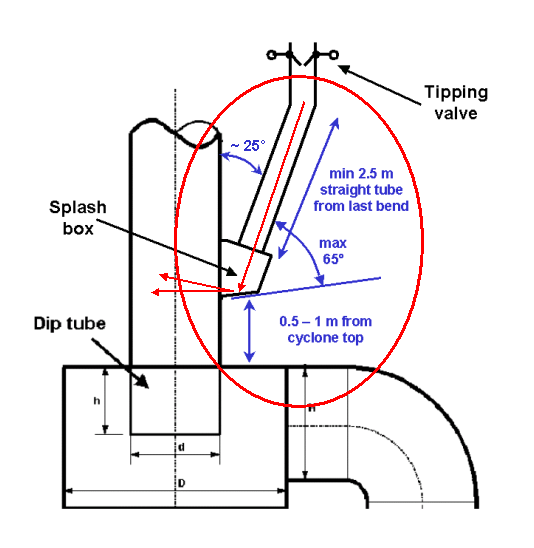 Tipping
valve
~ 25°
min 2.5 m
straight tube
from last bend
Splash
box
max
65°
0.5 – 1 m from
cyclone top
Dip tube
h
H
d
D